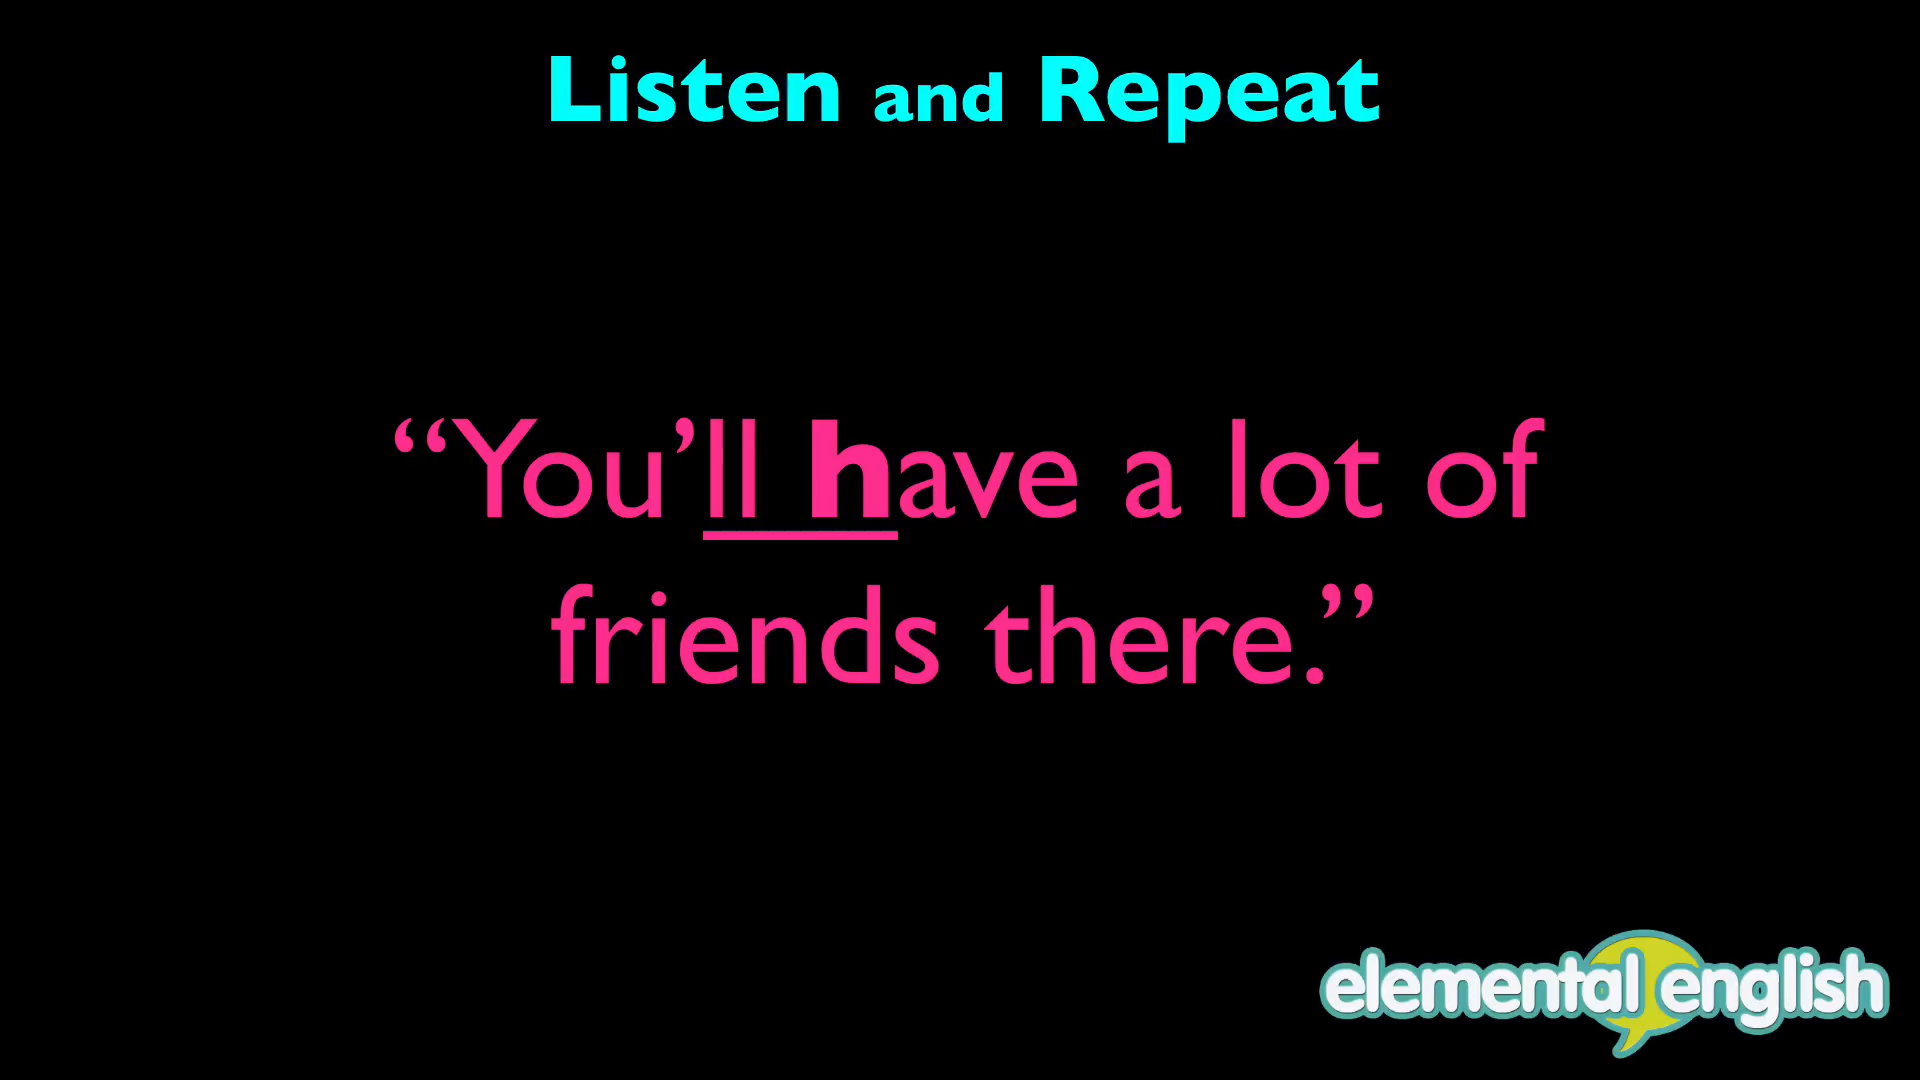 Listen and Repeat
“You’ll have a lot of
friends there.”
elemental english